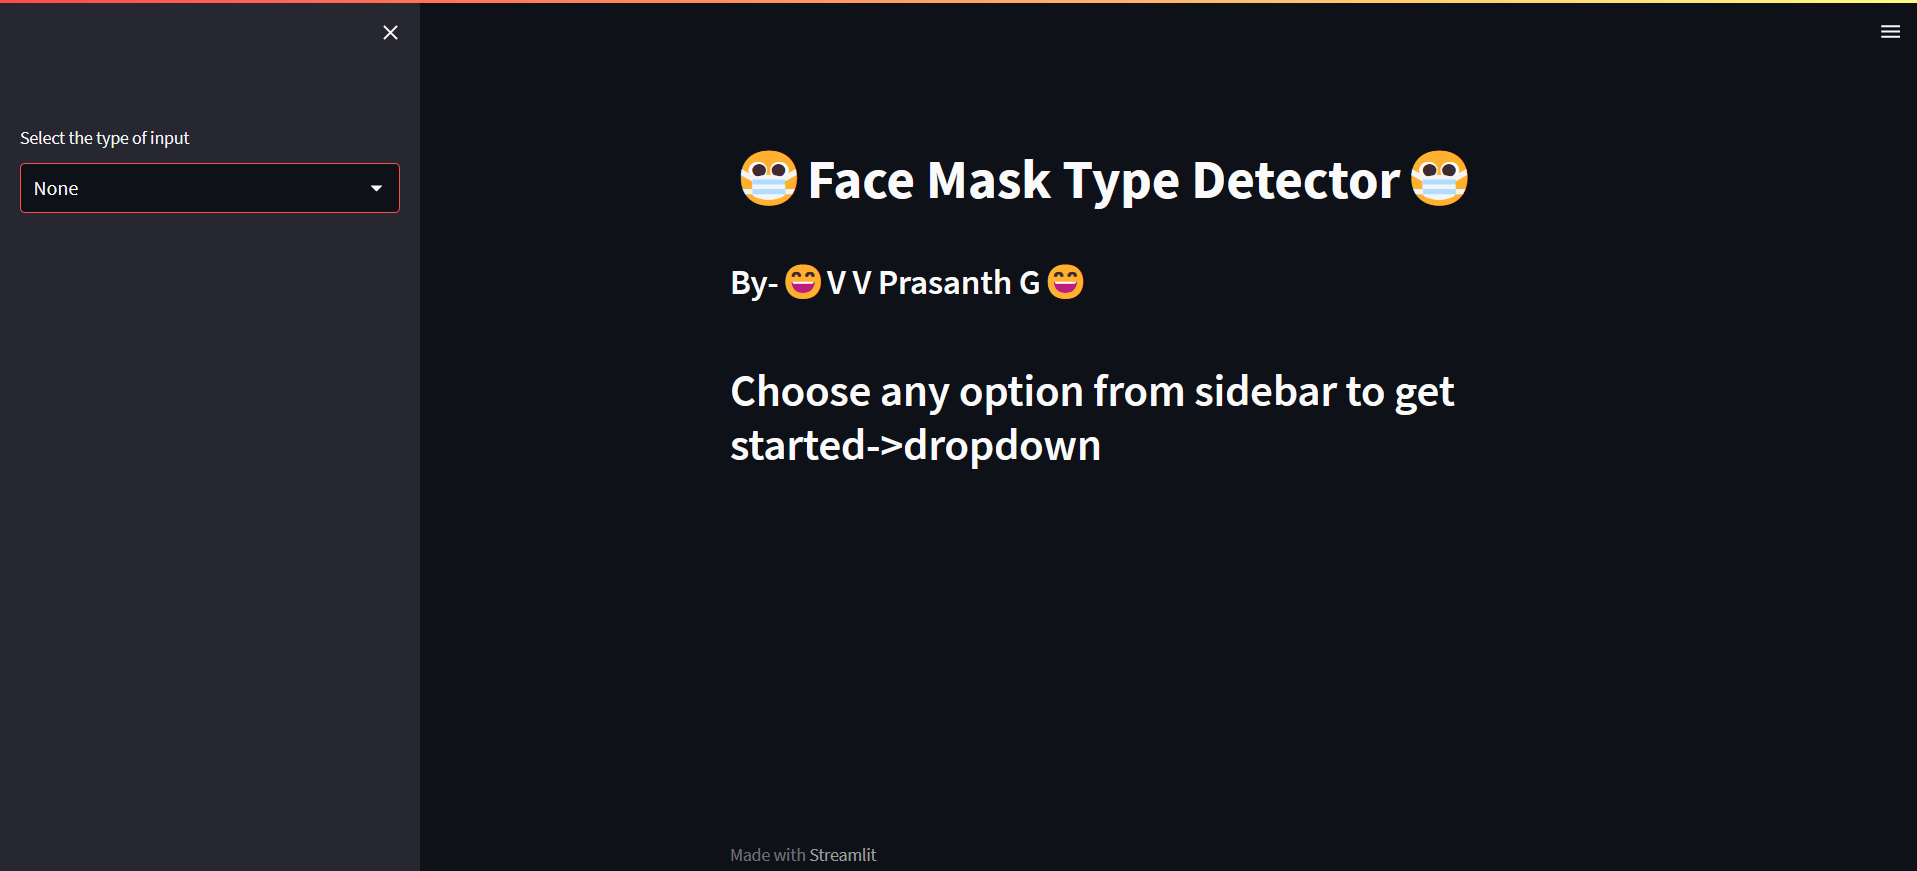 Select the type of input
None
😷 Face Mask Type Detector 😷
By- 😄 V V Prasanth G 😄
Choose any option from sidebar to get
started->dropdown
Made with Streamlit